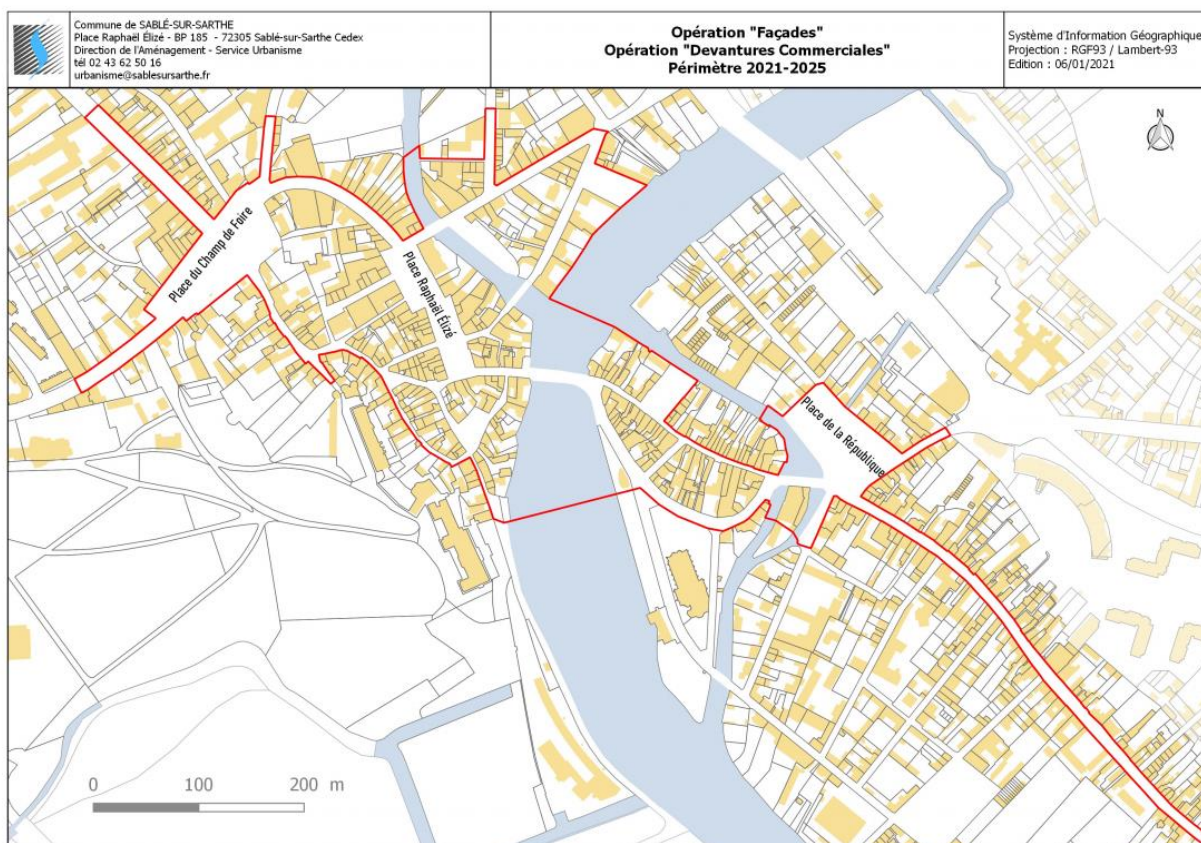 Commune de SABLÉ-SUR-SARTHE
Place Raphaël Élizé - BP 185 - 72305 Sablé-sur-Sarthe Cedex
Direction de l'Aménagement - Service Urbanisme
tél 02 43 62 50 16
urbanisme@sablesursarthe.fr
Opération "Façades"
Opération "Devantures Commerciales"
Périmètre 2021-2025
Système d'Information Géographique
Projection : RGF93 / Lambert-93
Edition : 06/01/2021
N
Place du Champ de Foire
Place Raphaël Élizé
Place de la République
0 100 200 m